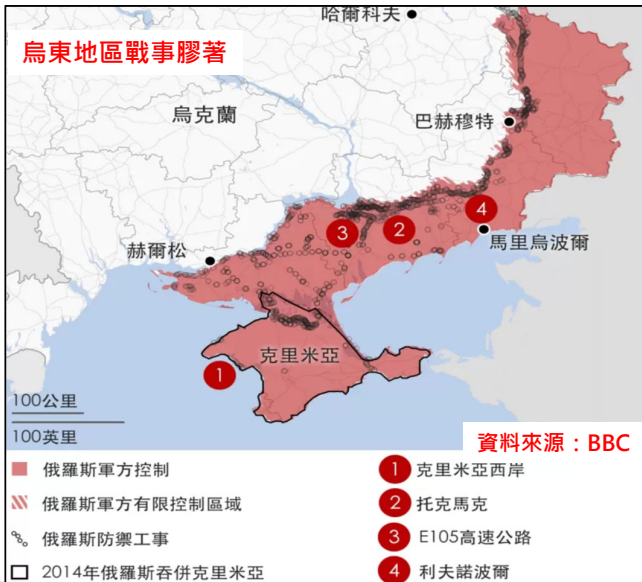 哈爾科夫
烏東地區戰事膠著
烏克蘭
巴赫穆特
4
3
2
馬里烏波爾
赫爾松
克里米亞
1
100公里
100英里
資料來源：BBC
俄羅斯軍方控制
1 克里米亞西岸
俄羅斯軍方有限控制區域
2 托克馬克
俄羅斯防禦工事
3 E105高速公路
2014年俄羅斯吞併克里米亞
4 利夫諾波爾